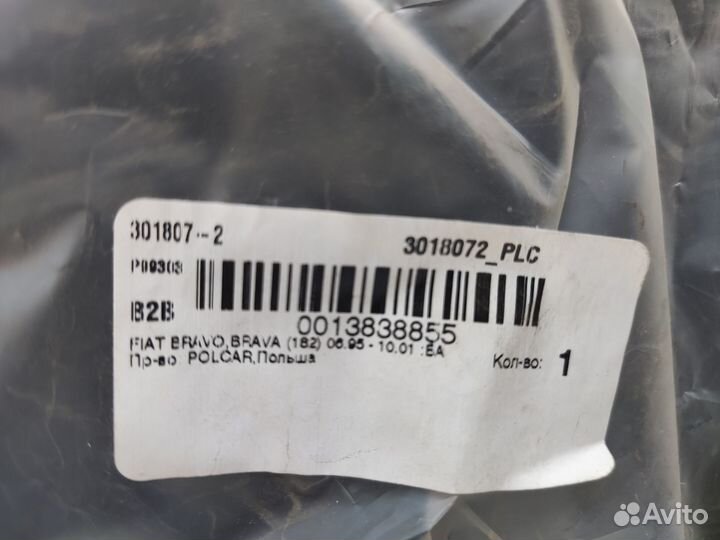 301807--2 3018072_PLC
P09303
B2B
0013838855
FIAT BRAVO,BRAVA (182) 06.95 - 10.01 :БА
Пр-во: POLCAR,Польша Кол-во: 1
Avito